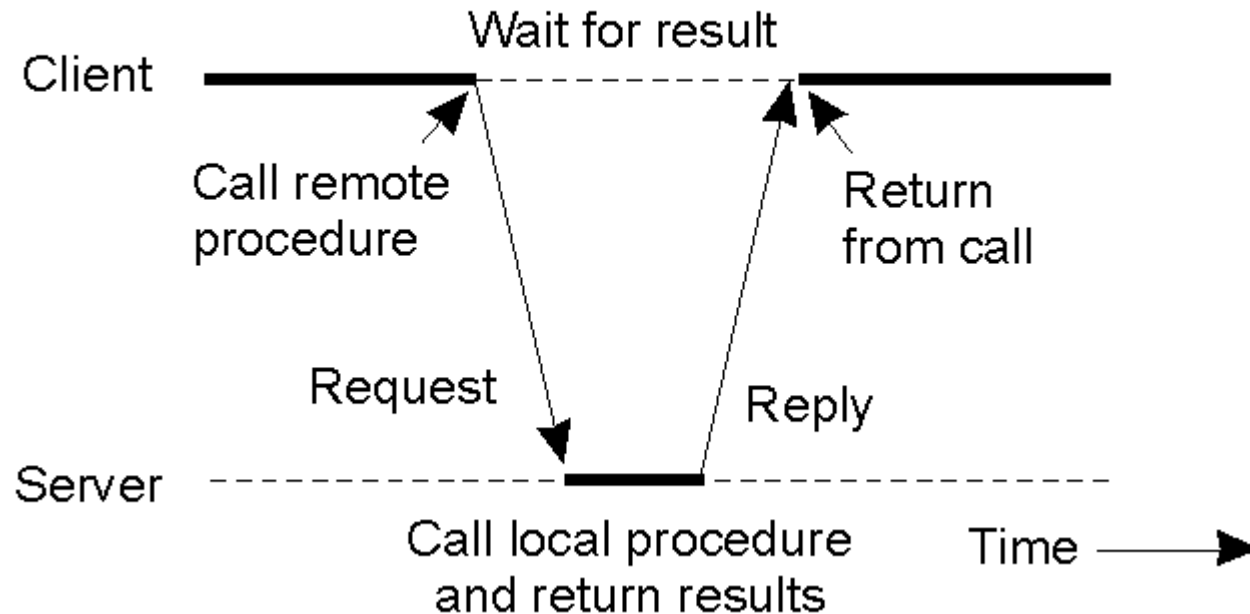 Wait for result
Client
Call remote
procedure
Return
from call
Request
Reply
Server
Call local procedure
and return results
Time